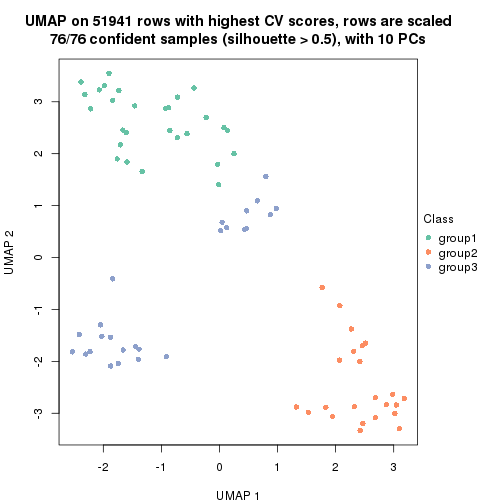 UMAP on 51941 rows with highest CV scores, rows are scaled
76/76 confident samples (silhouette > 0.5), with 10 PCs
3
2
1
0
-1
-2
-3
UMAP 2
-2
-1
0
1
2
3
UMAP 1
Class
group1
group2
group3